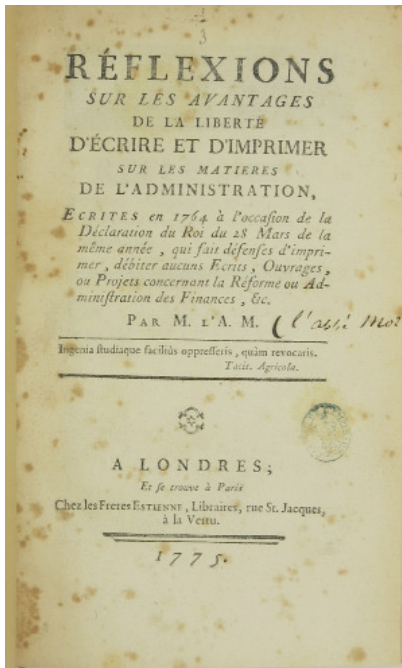 3
RÉFLEXIONS
SUR LES AVANTAGES
DE LA LIBERTÉ
D'ÉCRIRE ET D'IMPRIMER
SUR LES MATIERES
DE L'ADMINISTRATION,
ECRITES en 1764 à l'occaſion de la
Déclaration du Roi du 28 Mars de la
même année, qui fait défenſes d'impri-
mer, débiter aucuns Ecrits, Ouvrages,
ou Projets concernant la Réforme ou Ad-
miniſtration des Finances, &c.
PAR M. L'A. M. (l'abbé Mor
Ingenia ſtudiaque faciliùs oppreſſeris, quàm revocaris.
Tacit. Agricola.
A LONDRES;
Et ſe trouve à Paris
Chez les Freres ESTIENNE, Libraires, rue St. Jacques,
à la Vertu.
1775.